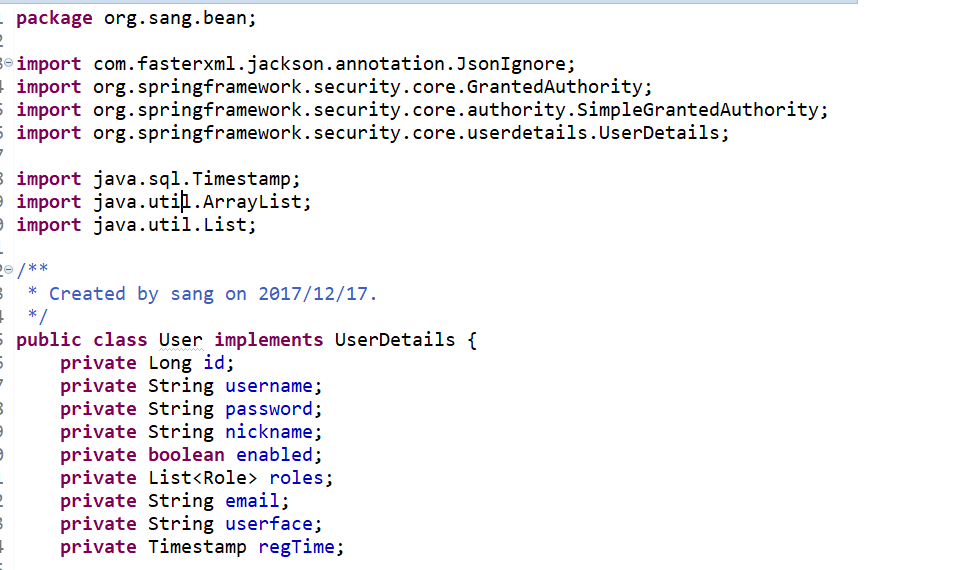 package org.sang.bean;
import com.fasterxml.jackson.annotation.JsonIgnore;
import org.springframework.security.core.GrantedAuthority;
import org.springframework.security.core.authority.SimpleGrantedAuthority;
import org.springframework.security.core.userdetails.UserDetails;
import java.sql.Timestamp;
import java.util.ArrayList;
import java.util.List;
/**
 * Created by sang on 2017/12/17.
 */
public class User implements UserDetails {
    private Long id;
    private String username;
    private String password;
    private String nickname;
    private boolean enabled;
    private List<Role> roles;
    private String email;
    private String userface;
    private Timestamp regTime;